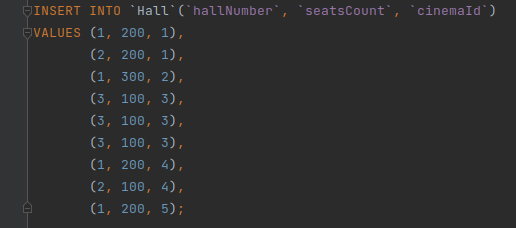 INSERT INTO `Hall`(`hallNumber`, `seatsCount`, `cinemaId`)
VALUES (1, 200, 1),
(2, 200, 1),
(1, 300, 2),
(3, 100, 3),
(3, 100, 3),
(3, 100, 3),
(1, 200, 4),
(2, 100, 4),
(1, 200, 5);